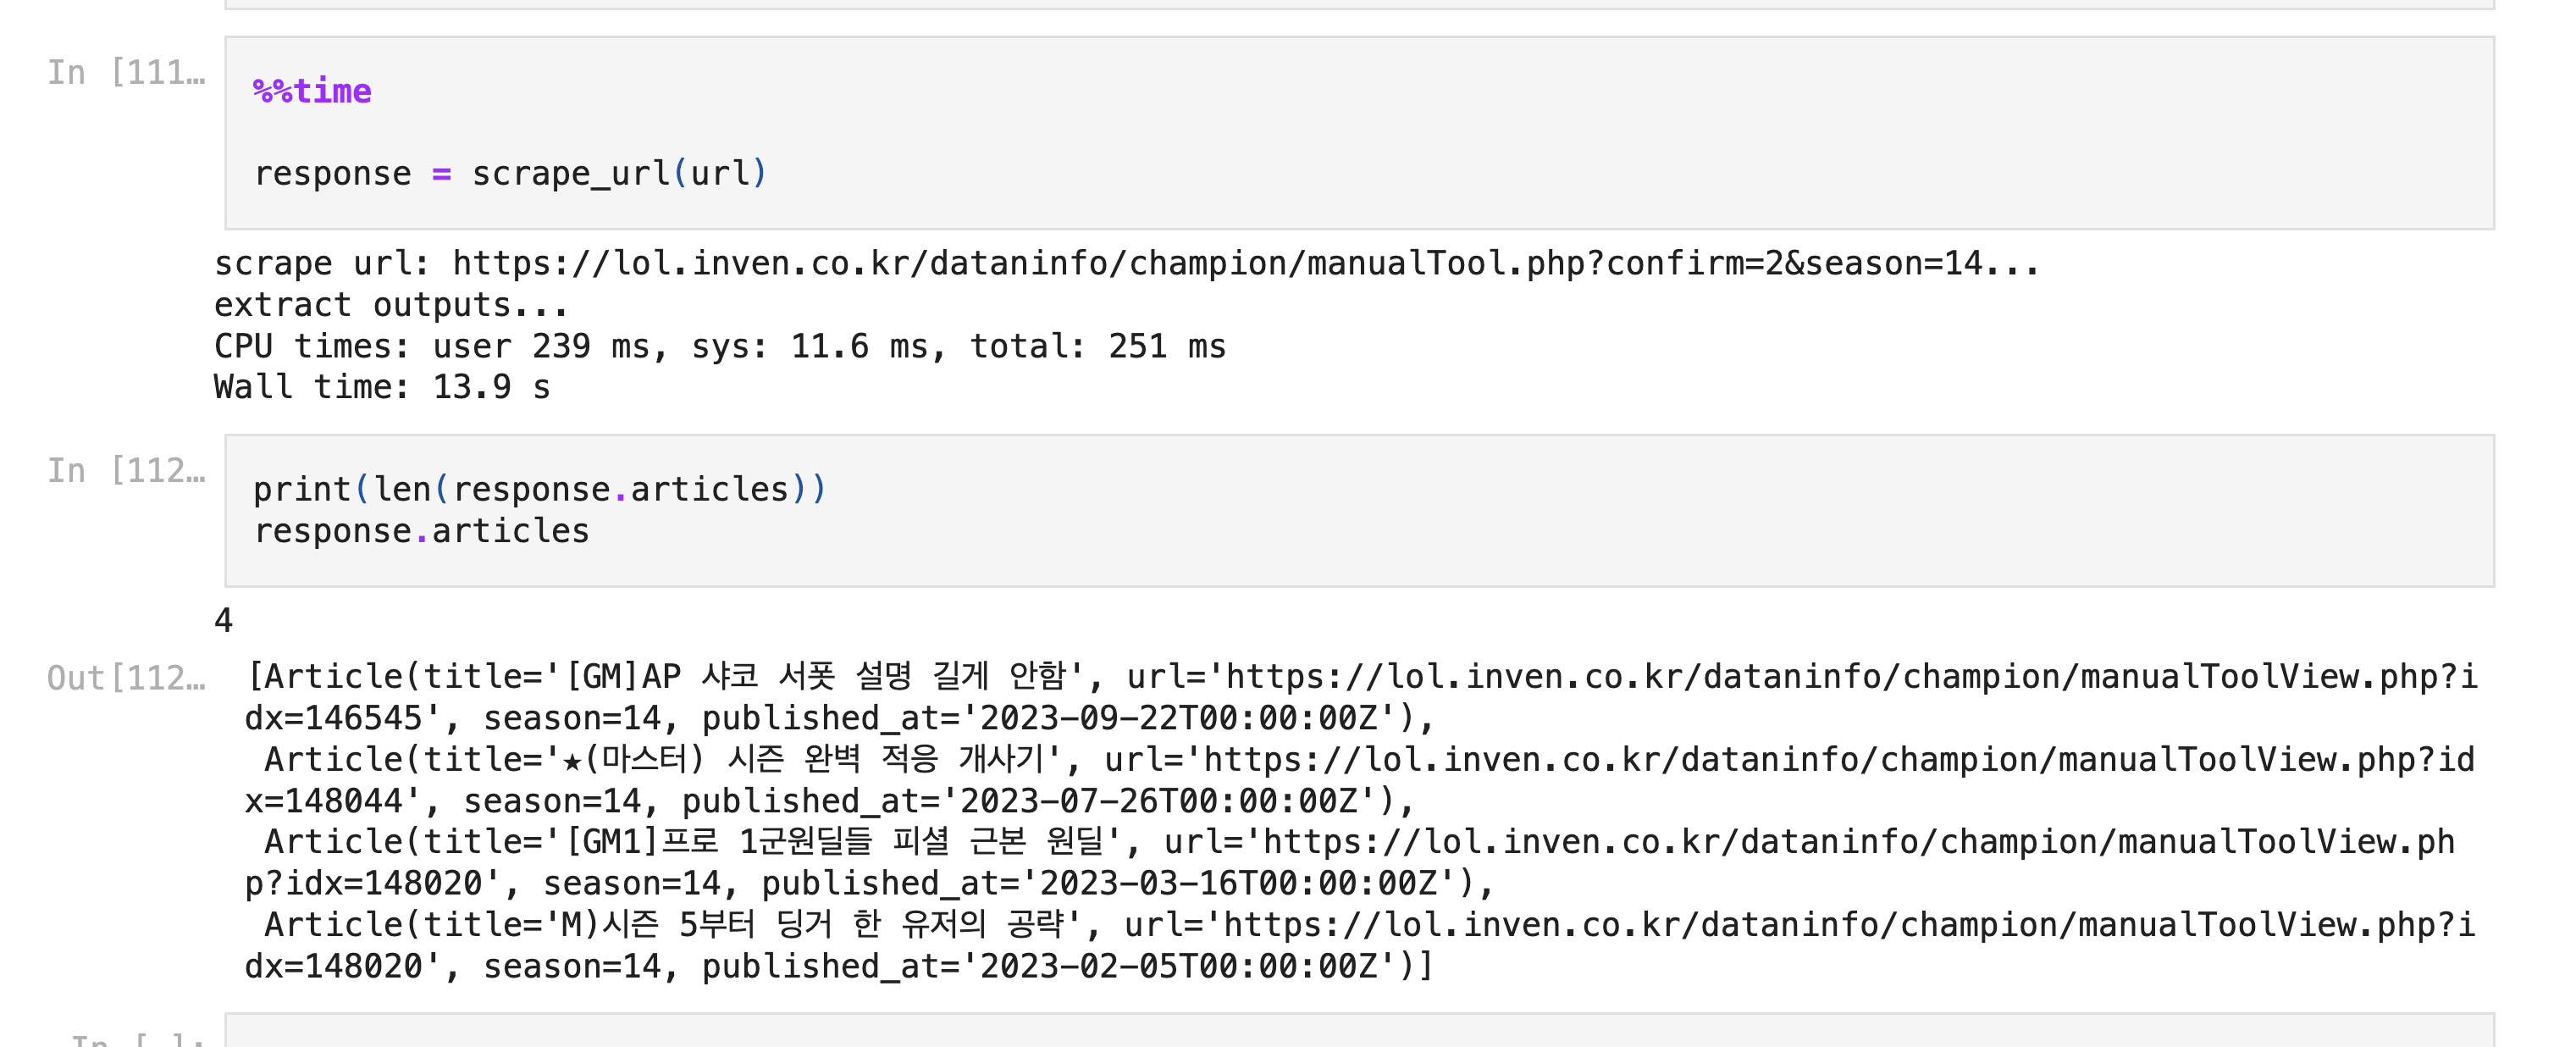 In [111…
%%time
response = scrape_url(url)
scrape url: https://lol.inven.co.kr/dataninfo/champion/manualTool.php?confirm=2&season=14...
extract outputs...
CPU times: user 239 ms, sys: 11.6 ms, total: 251 ms
Wall time: 13.9 s
In [112…
print(len(response.articles))
response.articles
4
Out[112…
[Article(title='[GM]AP 샤코 서폿 설명 길게 안함', url='https://lol.inven.co.kr/dataninfo/champion/manualToolView.php?i
dx=146545', season=14, published_at='2023-09-22T00:00:00Z'),
Article(title='★(마스터) 시즌 완벽 적응 개사기', url='https://lol.inven.co.kr/dataninfo/champion/manualToolView.php?id
x=148044', season=14, published_at='2023-07-26T00:00:00Z'),
Article(title='[GM1]프로 1군원딜들 피셜 근본 원딜', url='https://lol.inven.co.kr/dataninfo/champion/manualToolView.ph
p?idx=148020', season=14, published_at='2023-03-16T00:00:00Z'),
Article(title='M)시즌 5부터 딩거 한 유저의 공략', url='https://lol.inven.co.kr/dataninfo/champion/manualToolView.php?i
dx=148020', season=14, published_at='2023-02-05T00:00:00Z')]
In [ ]: